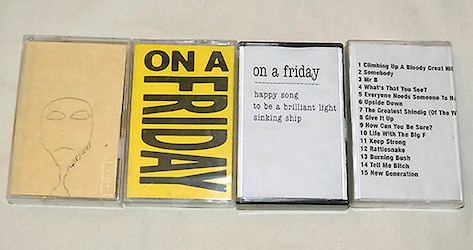 ON A
FRIDAY
on a friday
happy song
to be a brilliant light
sinking ship
1 Climbing Up A Bloody Great Hill
2 Somebody
3 Mr B
4 What's That You See?
5 Everyone Needs Someone To
6 Upside Down
7 The Greatest Shindig (Of The
8 Give It Up
9 How Can You Be Sure?
10 Life With The Big F
11 Keep Strong
12 Rattlesnake
13 Burning Bush
14 Tell Me Bitch
15 New Generation